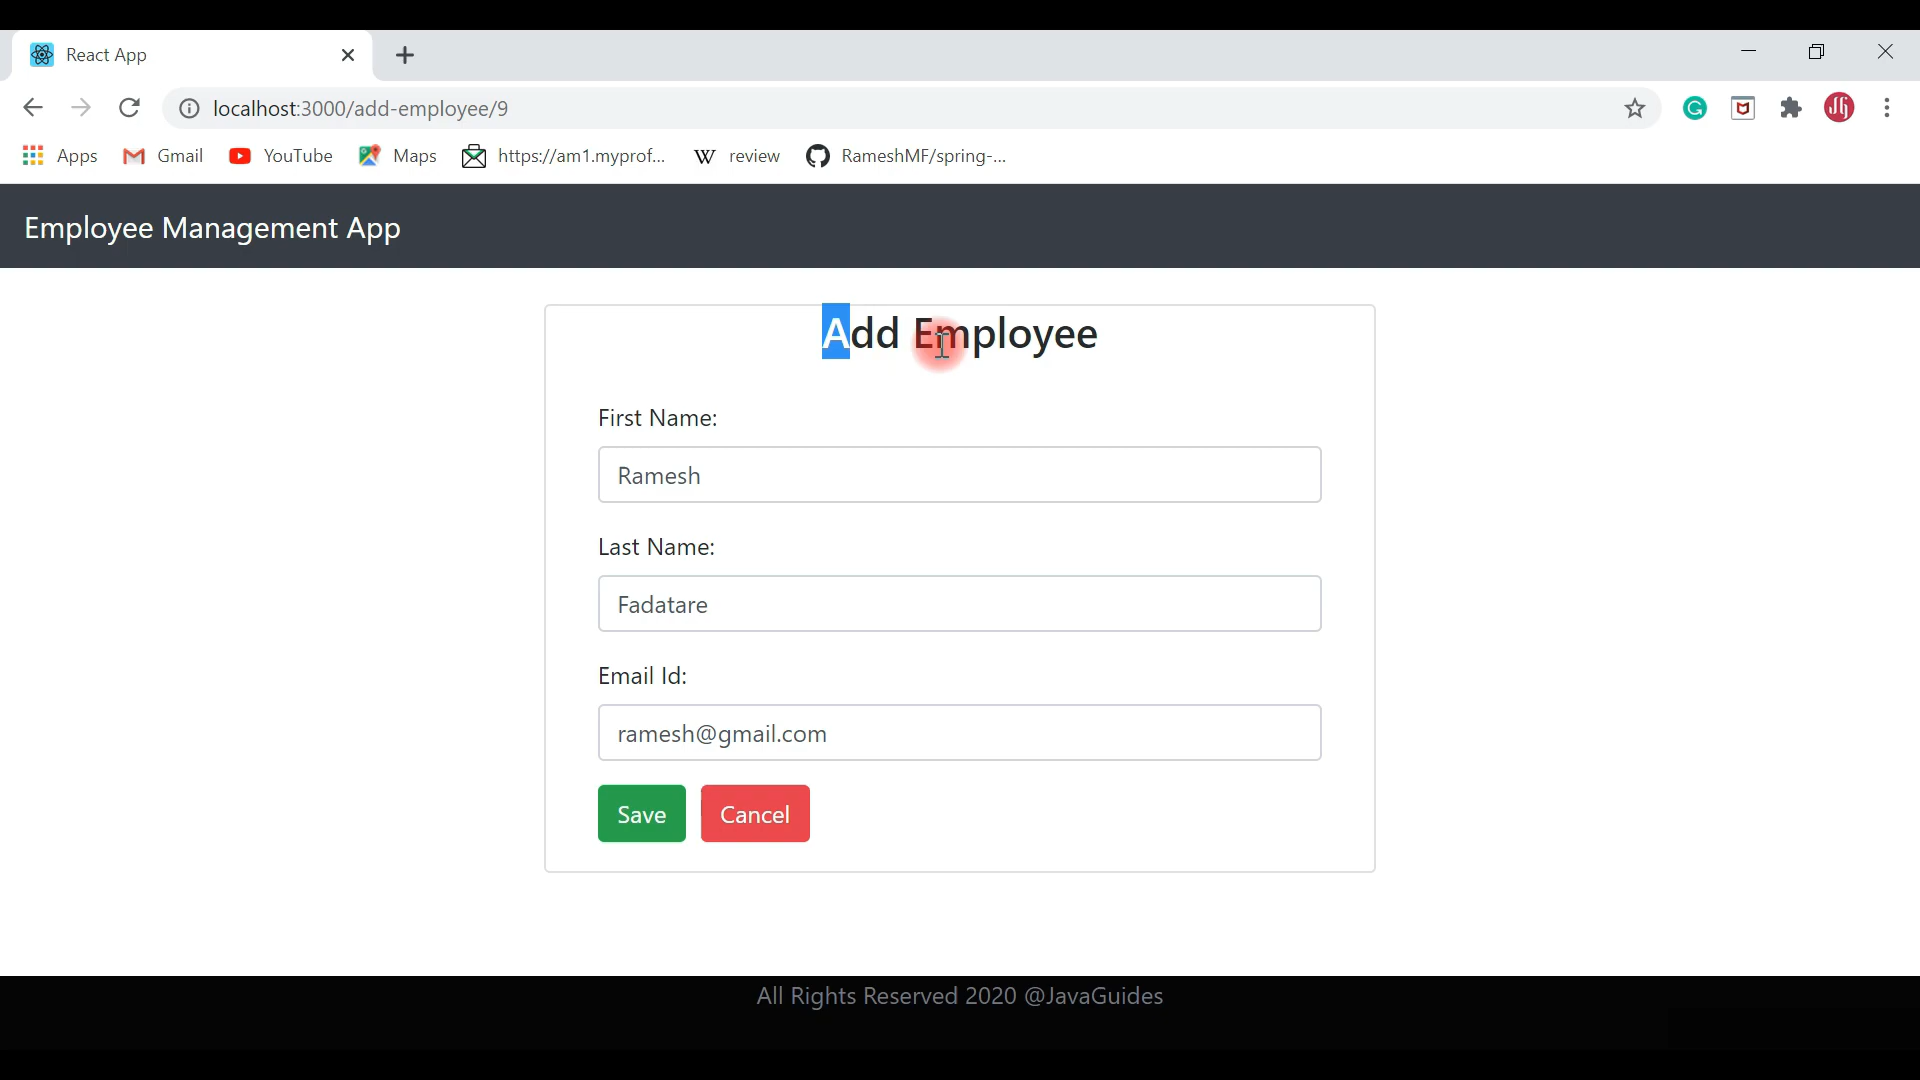 React App
localhost:3000/add-employee/9
Apps Gmail YouTube Maps https://am1.myprof... W review RameshMF/spring-...
Employee Management App
Add Employee
First Name:
Ramesh
Last Name:
Fadatare
Email Id:
ramesh@gmail.com
Save Cancel
All Rights Reserved 2020 @JavaGuides